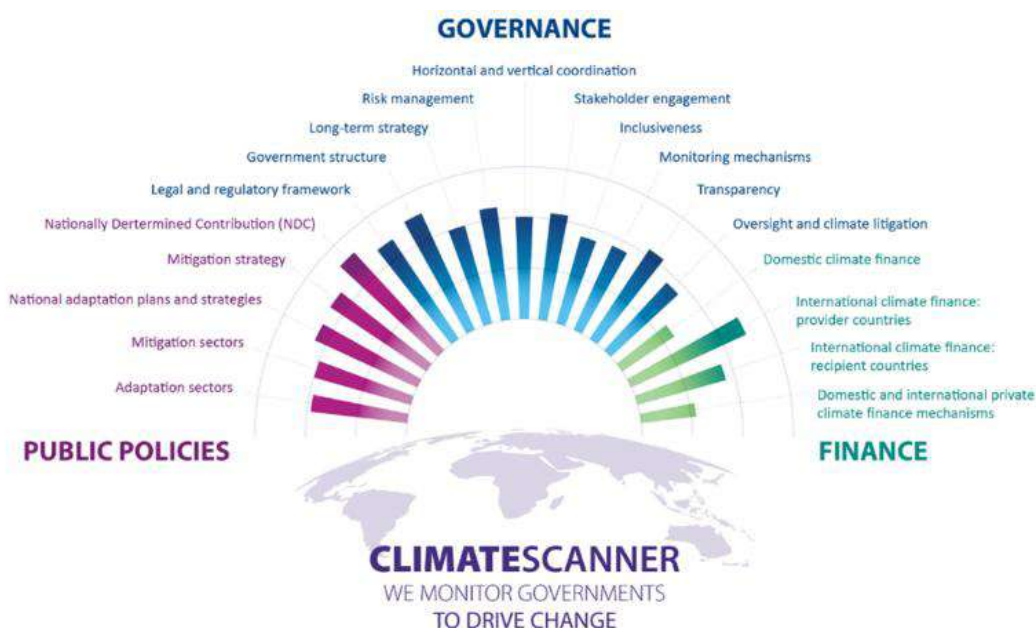 GOVERNANCE
Horizontal and vertical coordination
Risk management
Stakeholder engagement
Long-term strategy
Inclusiveness
Government structure
Monitoring mechanisms
Legal and regulatory framework
Transparency
Nationally Dertermined Contribution (NDC)
Oversight and climate litigation
Mitigation strategy
Domestic climate finance
National adaptation plans and strategies
International climate finance:
provider countries
Mitigation sectors
International climate finance:
recipient countries
Adaptation sectors
Domestic and international private
climate finance mechanisms
PUBLIC POLICIES
FINANCE
CLIMATESCANNER
WE MONITOR GOVERNMENTS
TO DRIVE CHANGE